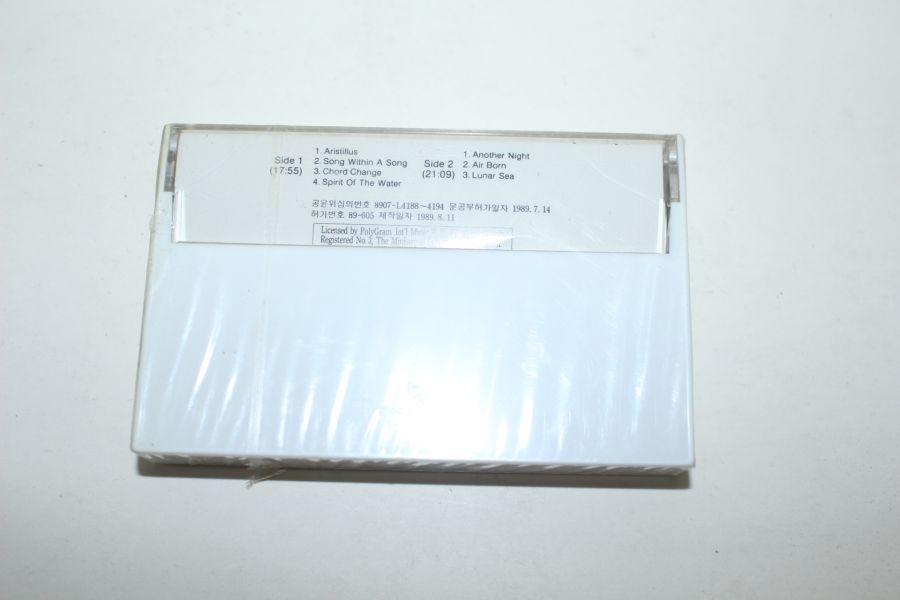 Side 1
(17:55)
1. Aristillus
2. Song Within A Song
3. Chord Change
4. Spirit Of The Water
Side 2
(21:09)
1. Another Night
2. Air Born
3. Lunar Sea
공윤위심의번호 8907-L4188~4194 문공부허가일자 1989. 7. 14
허가번호 89-605 제작일자 1989. 8. 11
Licensed by PolyGram Int'l Music
Registered No. 3, The